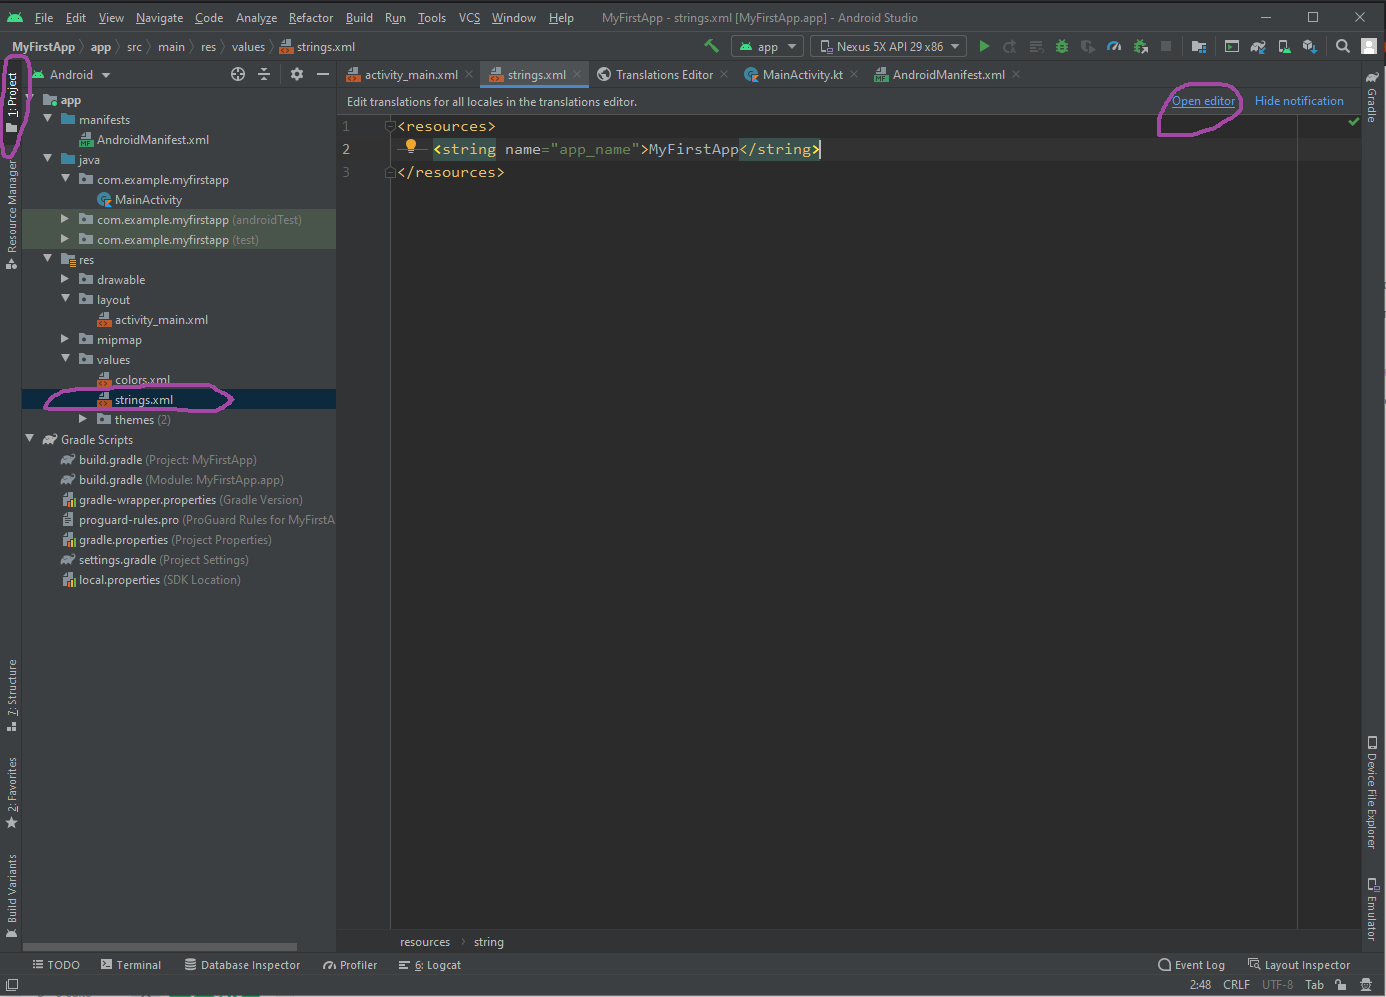 File Edit View Navigate Code Analyze Refactor Build Run Tools VCS Window Help MyFirstApp - strings.xml [MyFirstApp.app] - Android Studio
MyFirstApp app src main res values strings.xml app Nexus 5X API 29 x86
Android activity_main.xml strings.xml Translations Editor MainActivity.kt AndroidManifest.xml
Edit translations for all locales in the translations editor. Open editor Hide notification
1: Project
Resource Manager
7: Structure
2: Favorites
Build Variants
app
manifests
AndroidManifest.xml
java
com.example.myfirstapp
MainActivity
com.example.myfirstapp (androidTest)
com.example.myfirstapp (test)
res
drawable
layout
activity_main.xml
mipmap
values
colors.xml
strings.xml
themes (2)
Gradle Scripts
build.gradle (Project: MyFirstApp)
build.gradle (Module: MyFirstApp.app)
gradle-wrapper.properties (Gradle Version)
proguard-rules.pro (ProGuard Rules for MyFirstA
gradle.properties (Project Properties)
settings.gradle (Project Settings)
local.properties (SDK Location)
1 <resources>
2 <string name="app_name">MyFirstApp</string>
3 </resources>
Gradle
Device File Explorer
Emulator
resources string
TODO Terminal Database Inspector Profiler 6: Logcat Event Log Layout Inspector
2:48 CRLF UTF-8 Tab